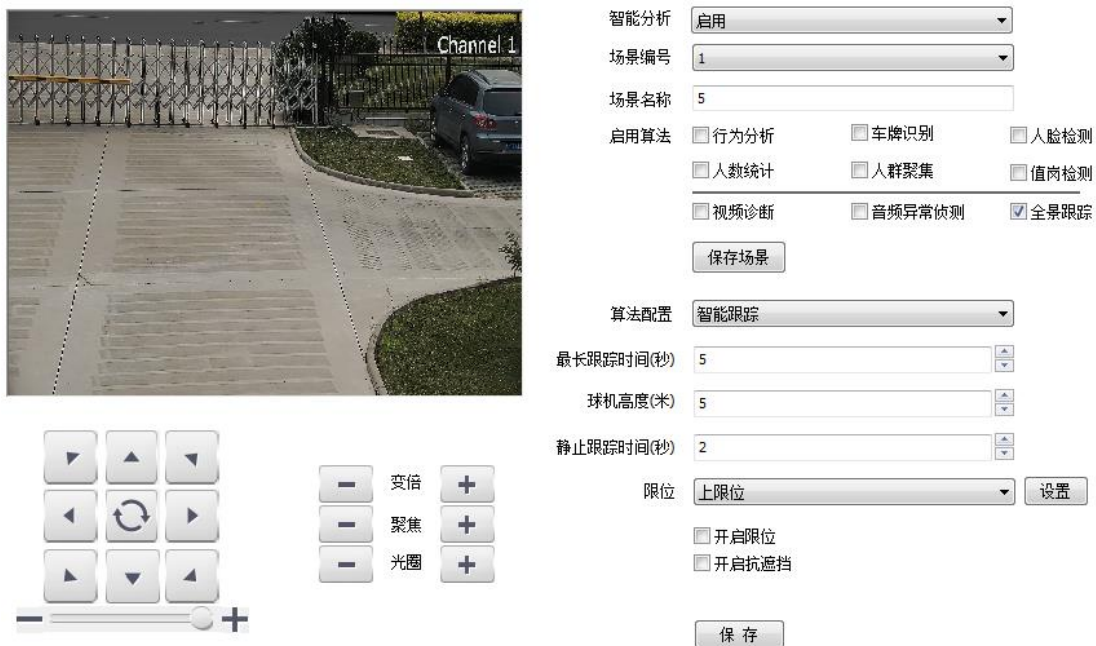 Channel 1
智能分析 启用
场景编号 1
场景名称 5
启用算法 行为分析 车牌识别 人脸检测
人数统计 人群聚集 值岗检测
视频诊断 音频异常侦测 全景跟踪
保存场景
算法配置 智能跟踪
最长跟踪时间(秒) 5
球机高度(米) 5
静止跟踪时间(秒) 2
限位 上限位 设置
开启限位
开启抗遮挡
保 存
变倍
聚焦
光圈